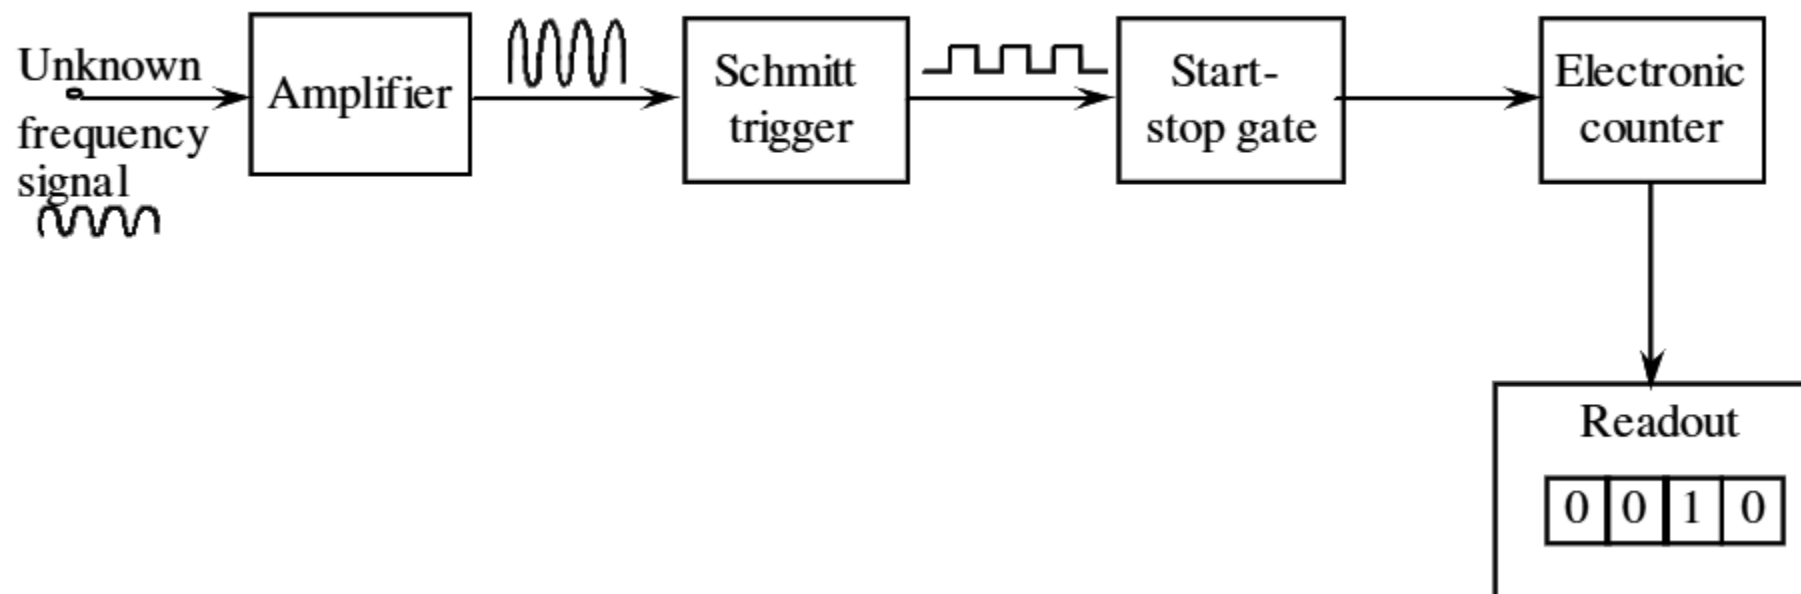 Unknown
frequency
signal
Amplifier
Schmitt
trigger
Start-
stop gate
Electronic
counter
Readout
0 0 1 0